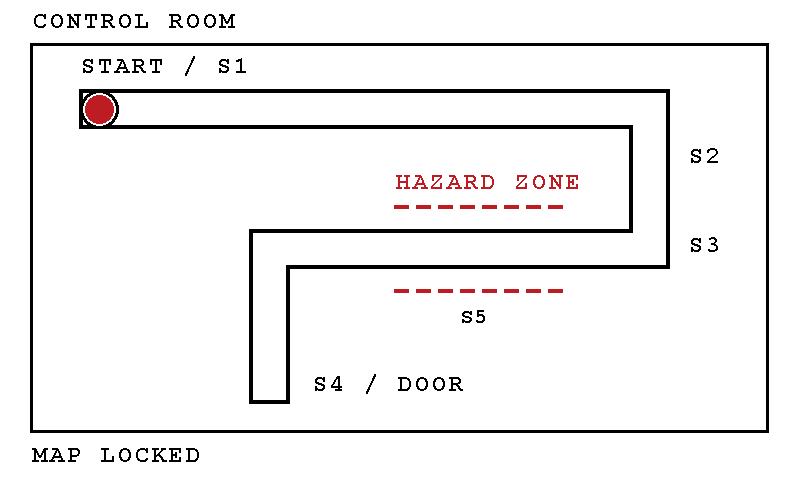 CONTROL ROOM
START / S1
S2
HAZARD ZONE
S3
S5
S4 / DOOR
MAP LOCKED